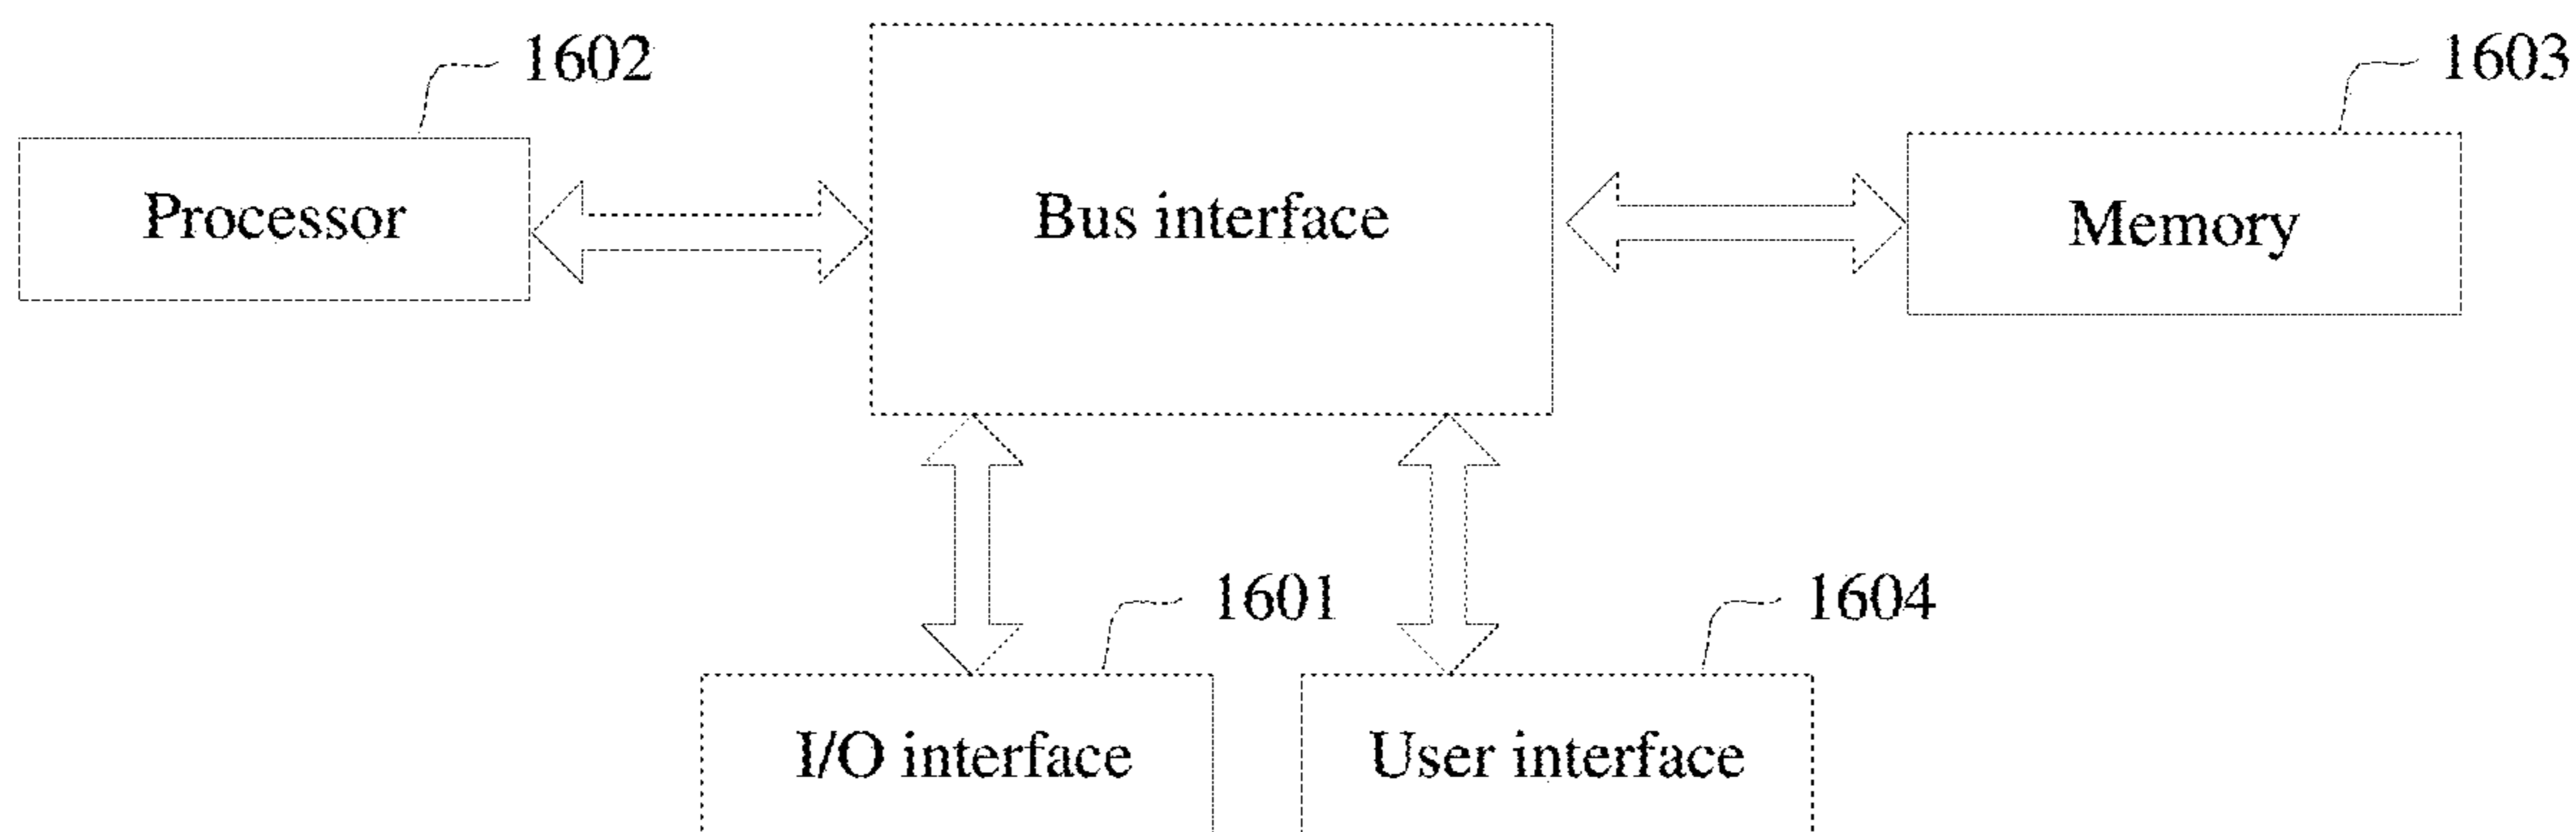 1602
1603
Processor
Bus interface
Memory
1601
1604
I/O interface
User interface